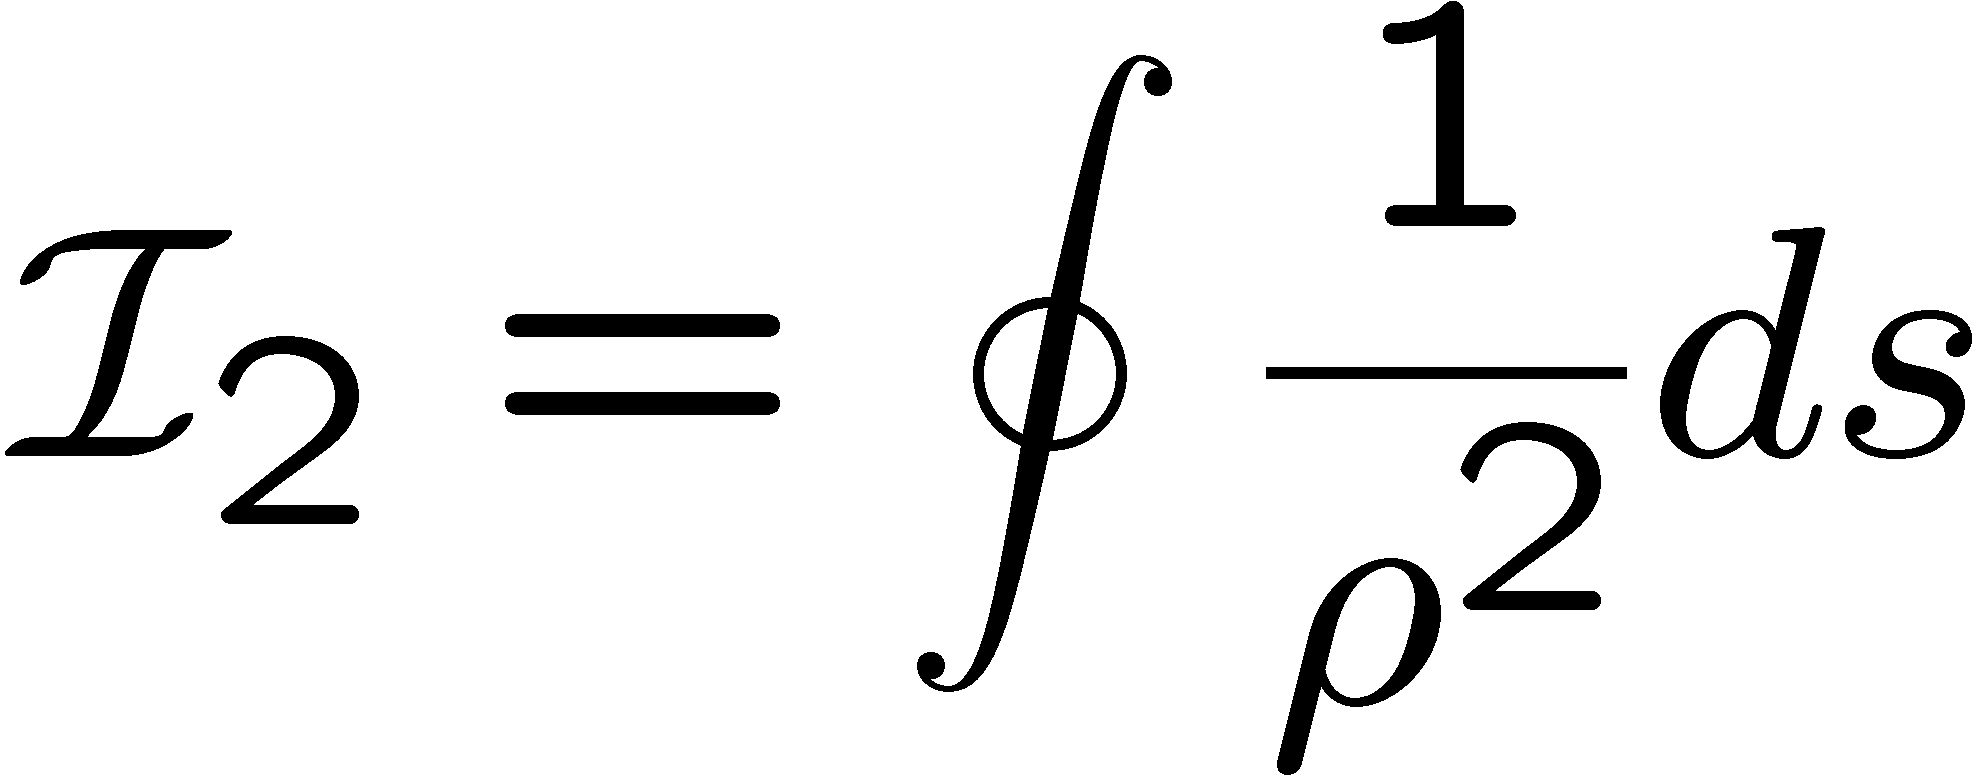 $\mathcal{I}_2 = \oint \frac{1}{\rho^2} ds$